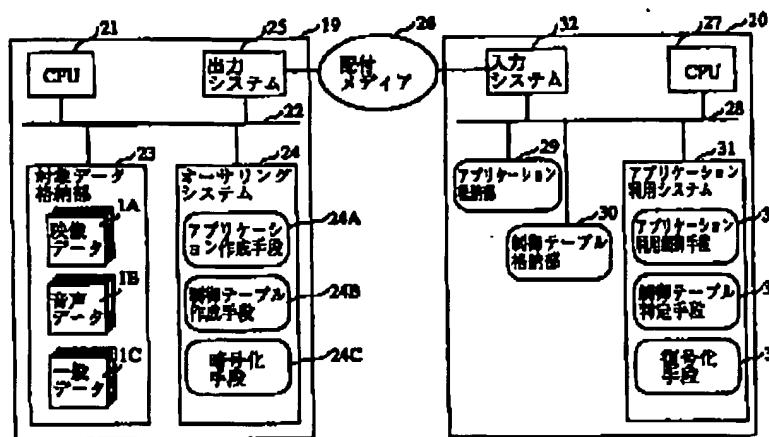 21
25
19
26
32
27
20
CPU
出力
システム
配付
メディア
入力
システム
CPU
22
28
23
対象データ
格納部
1A
映像
データ
1B
音声
データ
1C
一般
データ
24
オーサリング
システム
24A
アプリケーシ
ョン作成手段
24B
制御テーブル
作成手段
24C
暗号化
手段
29
アプリケーション
格納部
30
制御テーブル
格納部
31
アプリケーション
利用システム
アプリケーション
利用制御手段
制御テーブル
判定手段
復号化
手段